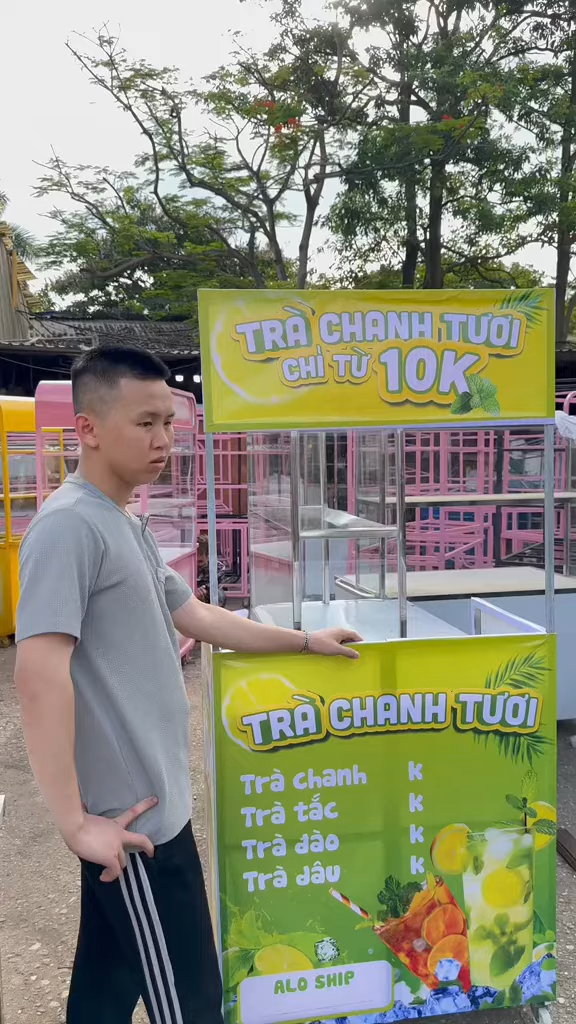 TRÀ CHANH TƯƠI
CHỈ TỪ 10K
TRÀ CHANH TƯƠI
Trà chanh k
Trà tắc k
Trà đào k
Trà dâu k
ALO SHIP